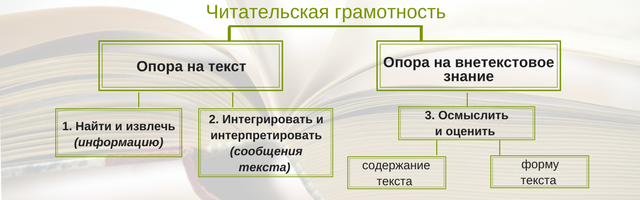 Читательская грамотность
Опора на текст
Опора на внетекстовое
знание
1. Найти и извлечь
(информацию)
2. Интегрировать и
интерпретировать
(сообщения
текста)
3. Осмыслить
и оценить
содержание
текста
форму
текста